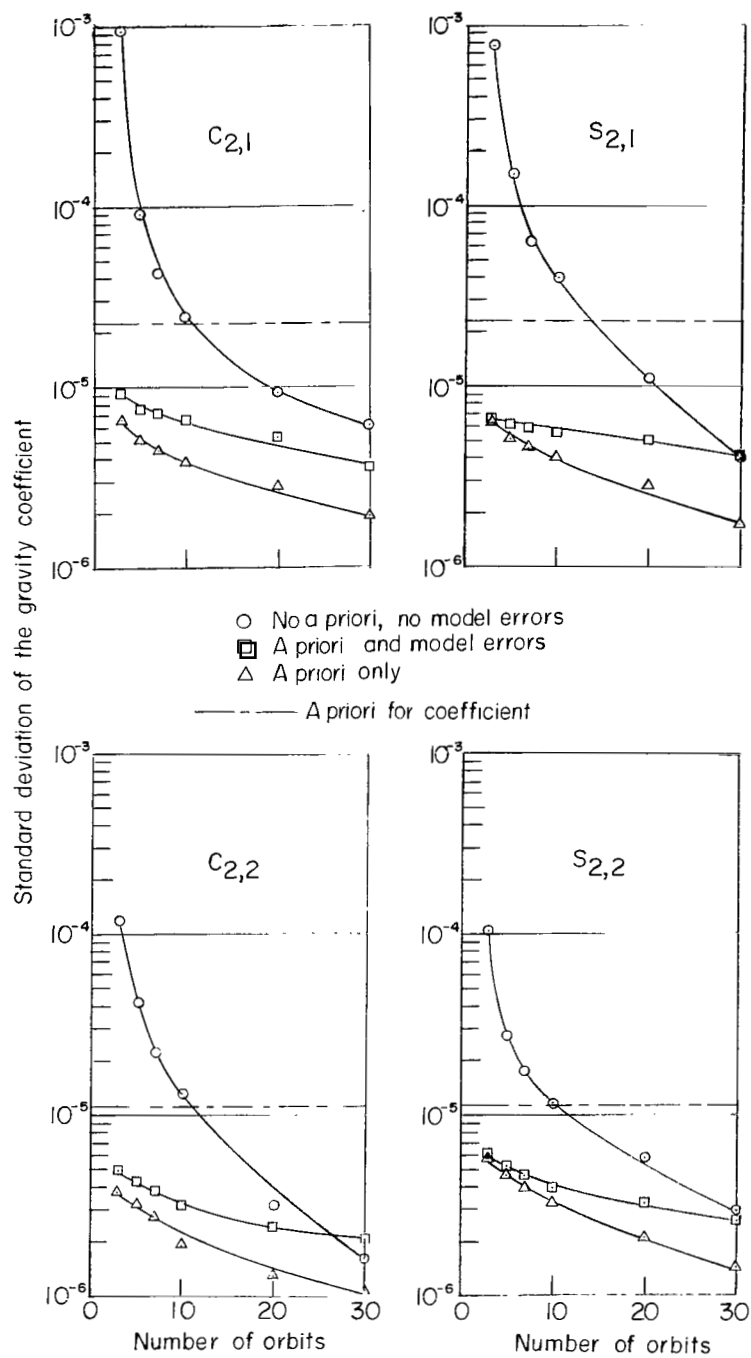 Standard deviation of the gravity coefficient
10⁻³
10⁻⁴
10⁻⁵
10⁻⁶
C₂,₁
10⁻³
10⁻⁴
10⁻⁵
10⁻⁶
S₂,₁
No a priori, no model errors
A priori and model errors
A priori only
A priori for coefficient
10⁻³
10⁻⁴
10⁻⁵
10⁻⁶
C₂,₂
0 10 20 30
Number of orbits
10⁻³
10⁻⁴
10⁻⁵
10⁻⁶
S₂,₂
0 10 20 30
Number of orbits